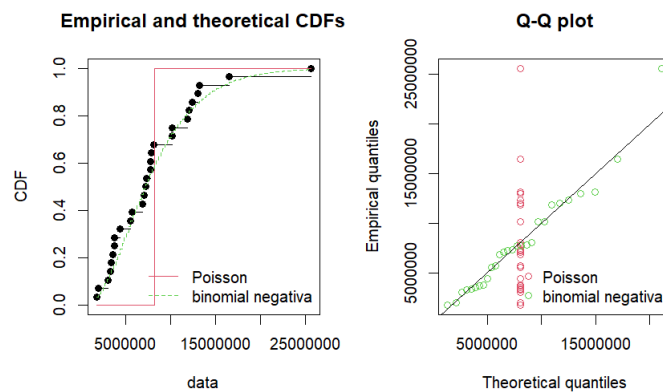 Empirical and theoretical CDFs
CDF
0.0
0.2
0.4
0.6
0.8
1.0
Poisson
binomial negativa
5000000
15000000
25000000
data
Q-Q plot
Empirical quantiles
5000000
15000000
25000000
Poisson
binomial negativa
5000000
15000000
Theoretical quantiles